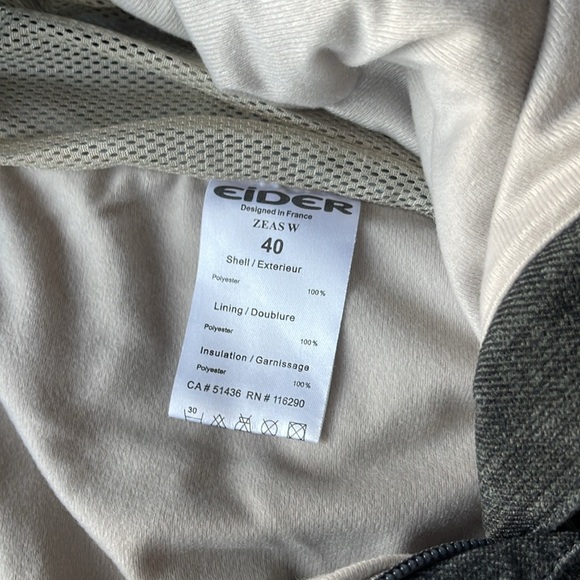 EiDER
Designed in France
ZEAS W
40
Shell / Exterieur
Polyester 100%
Lining / Doublure
Polyester 100%
Insulation / Garnissage
Polyester 100%
CA # 51436 RN # 116290
30